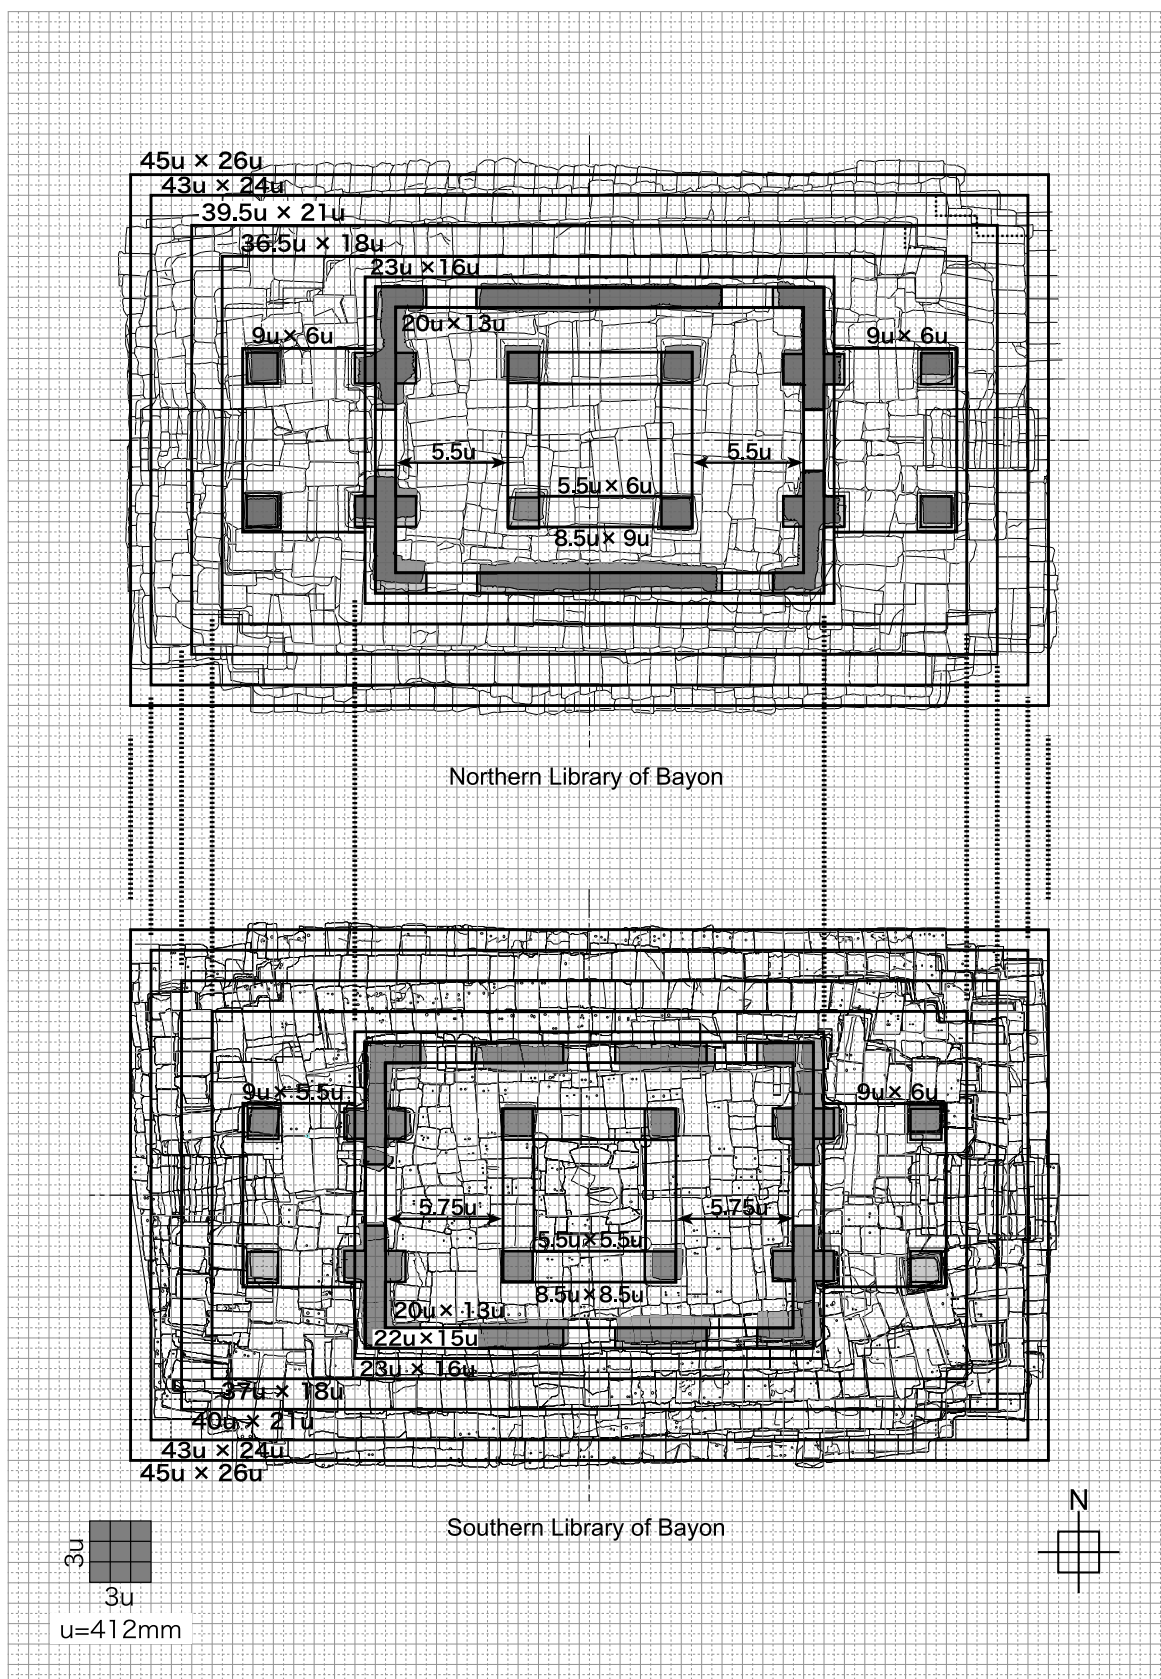 45u × 26u
43u × 24u
39.5u × 21u
36.5u × 18u
23u ×16u
20u×13u
9u× 6u
9u× 6u
5.5u
5.5u
5.5u× 6u
8.5u× 9u
Northern Library of Bayon
9u× 5.5u
9u× 6u
5.75u
5.75u
5.5u×5.5u
8.5u×8.5u
20u× 13u
22u×15u
23u × 16u
37u × 18u
40u × 21u
43u × 24u
45u × 26u
Southern Library of Bayon
N
3u
3u
u=412mm